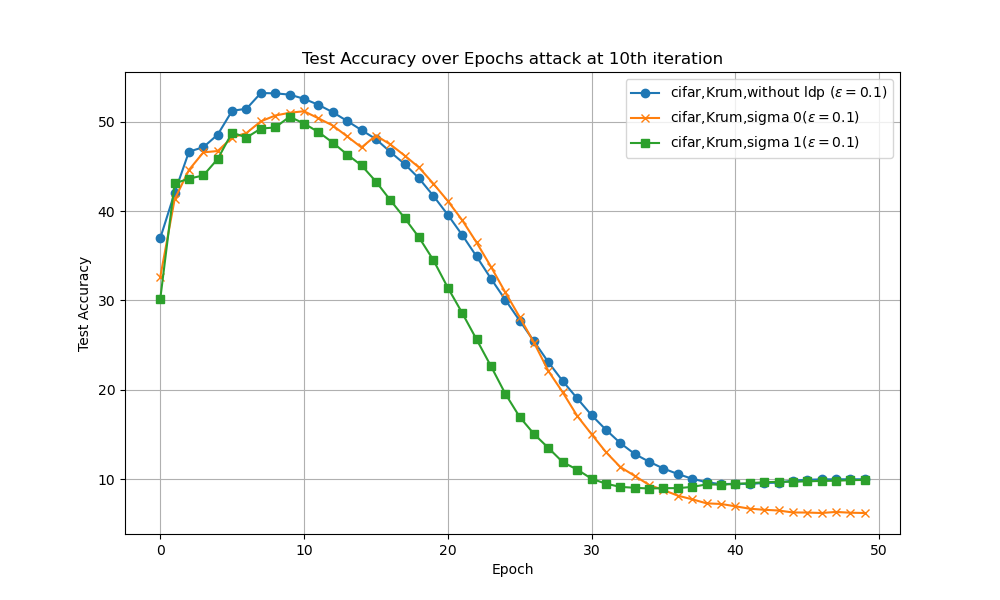 Test Accuracy over Epochs attack at 10th iteration
cifar,Krum,without ldp (ε = 0.1)
cifar,Krum,sigma 0(ε = 0.1)
cifar,Krum,sigma 1(ε = 0.1)
50
40
30
20
10
Test Accuracy
0 10 20 30 40 50
Epoch